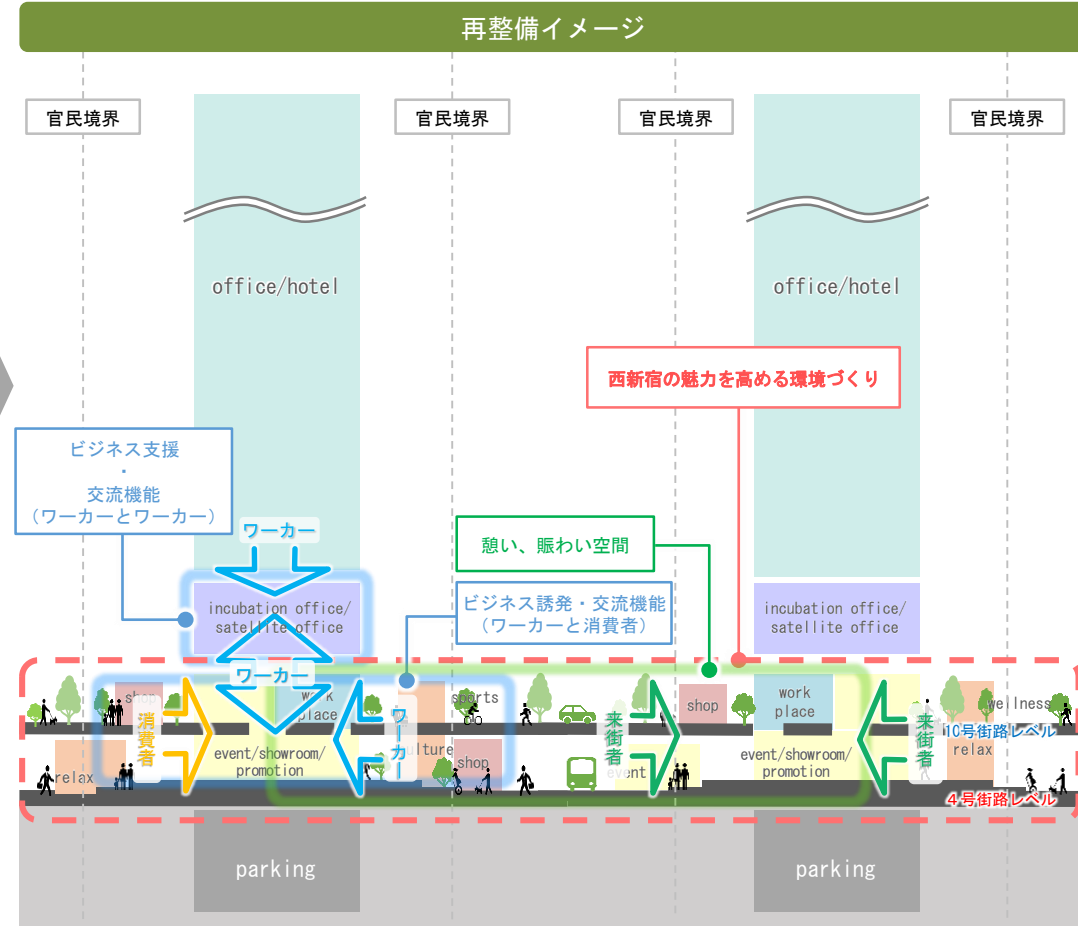 再整備イメージ
官民境界
官民境界
官民境界
官民境界
office/hotel
office/hotel
西新宿の魅力を高める環境づくり
ビジネス支援
・
交流機能
(ワーカーとワーカー)
ワーカー
憩い、賑わい空間
ビジネス誘発・交流機能
(ワーカーと消費者)
incubation office/
satellite office
incubation office/
satellite office
ワーカー
shop
work
place
sports
shop
work
place
wellness
消費者
ワーカー
来街者
来街者
10号街路レベル
event/showroom/
promotion
culture
shop
event
event/showroom/
promotion
relax
relax
4号街路レベル
parking
parking